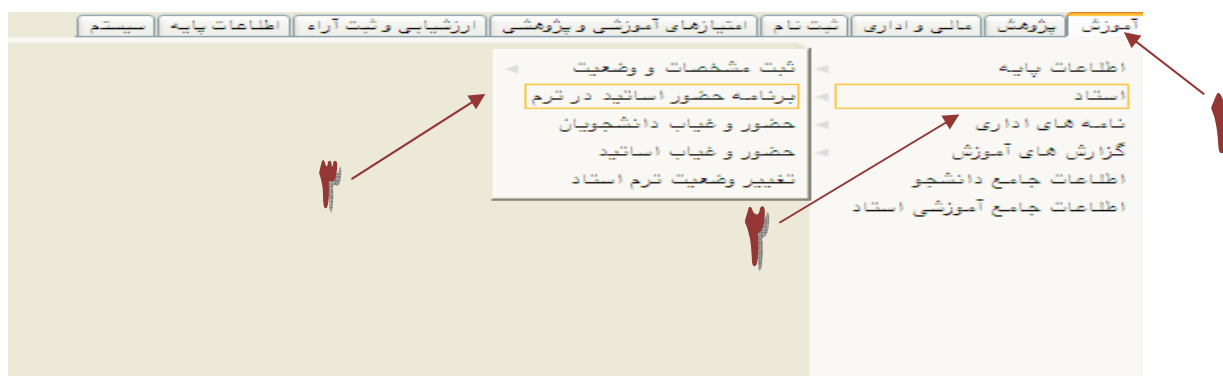 آموزش پژوهش مالی و اداری ثبت نام امتیازهای آموزشی و پژوهشی ارزشیابی و ثبت آراء اطلاعات پایه سیستم
اطلاعات پایه
استاد
نامه های اداری
گزارش های آموزش
اطلاعات جامع دانشجو
اطلاعات جامع آموزشی استاد
ثبت مشخصات و وضعیت
برنامه حضور اساتید در ترم
حضور و غیاب دانشجویان
حضور و غیاب اساتید
تغییر وضعیت ترم استاد
۱
۲
۳